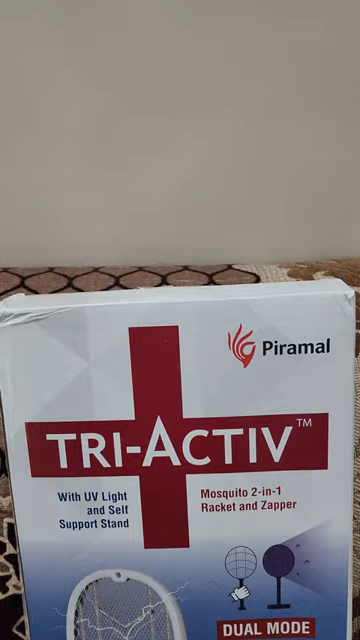 Piramal
TRI-ACTIV™
With UV Light
and Self
Support Stand
Mosquito 2-in-1
Racket and Zapper
DUAL MODE